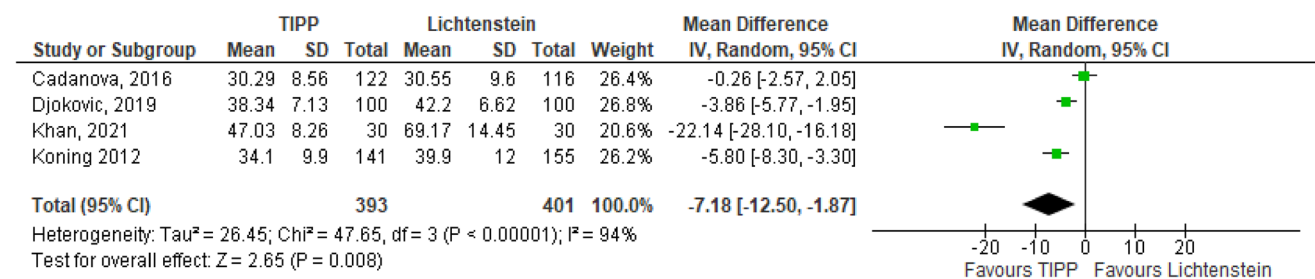 TIPP Lichtenstein Mean Difference Mean Difference
Study or Subgroup Mean SD Total Mean SD Total Weight IV, Random, 95% CI IV, Random, 95% CI
Cadanova, 2016 30.29 8.56 122 30.55 9.6 116 26.4% -0.26 [-2.57, 2.05]
Djokovic, 2019 38.34 7.13 100 42.2 6.62 100 26.8% -3.86 [-5.77, -1.95]
Khan, 2021 47.03 8.26 30 69.17 14.45 30 20.6% -22.14 [-28.10, -16.18]
Koning 2012 34.1 9.9 141 39.9 12 155 26.2% -5.80 [-8.30, -3.30]
Total (95% CI) 393 401 100.0% -7.18 [-12.50, -1.87]
Heterogeneity: Tau² = 26.45; Chi² = 47.65, df = 3 (P < 0.00001); I² = 94%
Test for overall effect: Z = 2.65 (P = 0.008)
-20 -10 0 10 20
Favours TIPP Favours Lichtenstein